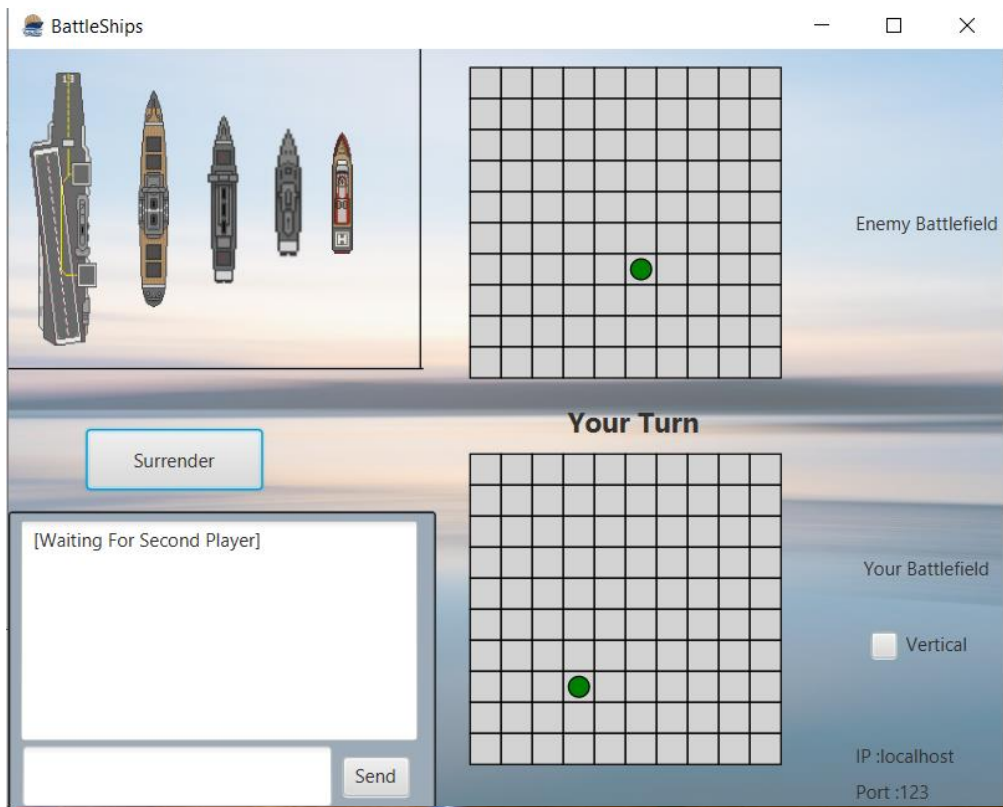 BattleShips
Enemy Battlefield
Your Turn
Surrender
[Waiting For Second Player]
Your Battlefield
Vertical
Send
IP :localhost
Port :123